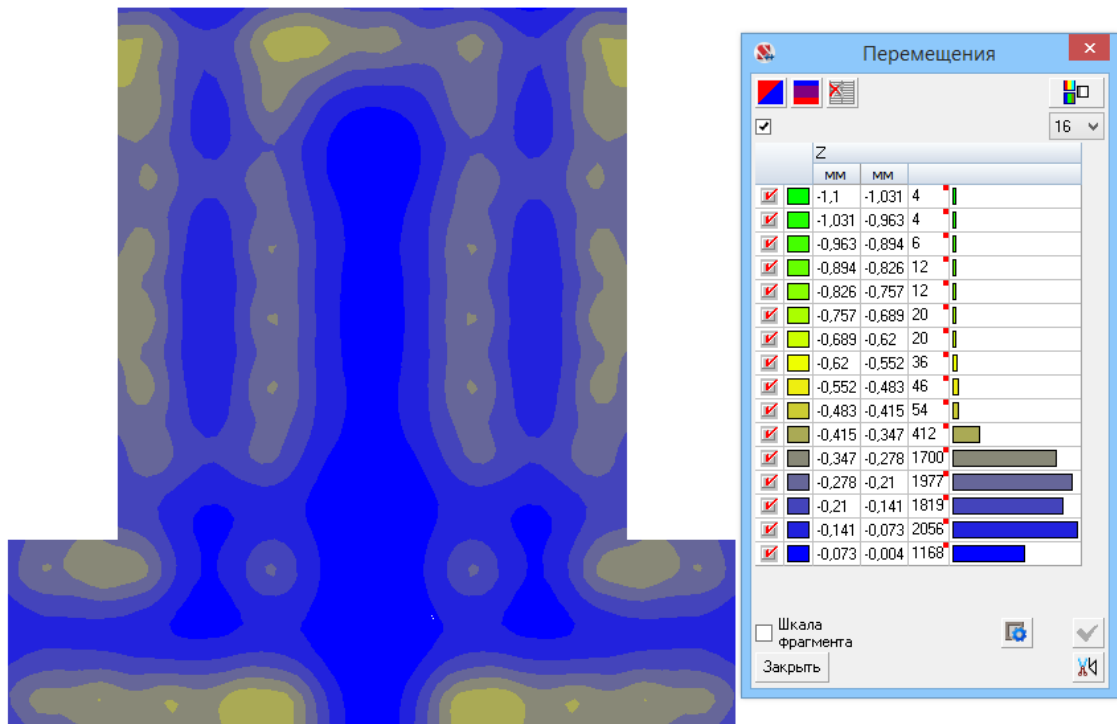 Перемещения
16
Z
мм мм
-1,1 -1,031 4
-1,031 -0,963 4
-0,963 -0,894 6
-0,894 -0,826 12
-0,826 -0,757 12
-0,757 -0,689 20
-0,689 -0,62 20
-0,62 -0,552 36
-0,552 -0,483 46
-0,483 -0,415 54
-0,415 -0,347 412
-0,347 -0,278 1700
-0,278 -0,21 1977
-0,21 -0,141 1819
-0,141 -0,073 2056
-0,073 -0,004 1168
Шкала
фрагмента
Закрыть